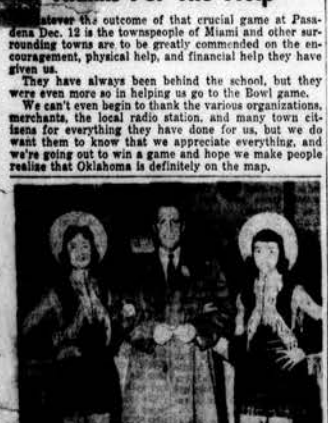 the outcome of that crucial game at Pasa-
dena Dec. 12 is the townspeople of Miami and other sur-
rounding towns are to be greatly commended on the en-
couragement, physical help, and financial help they have
given us.
They have always been behind the school, but they
were even more so in helping us go to the Bowl game.
We can't even begin to thank the various organizations,
merchants, the local radio station, and many town cit-
izens for everything they have done for us, but we do
want them to know that we appreciate everything, and
we're going out to win a game and hope we make people
realize that Oklahoma is definitely on the map.